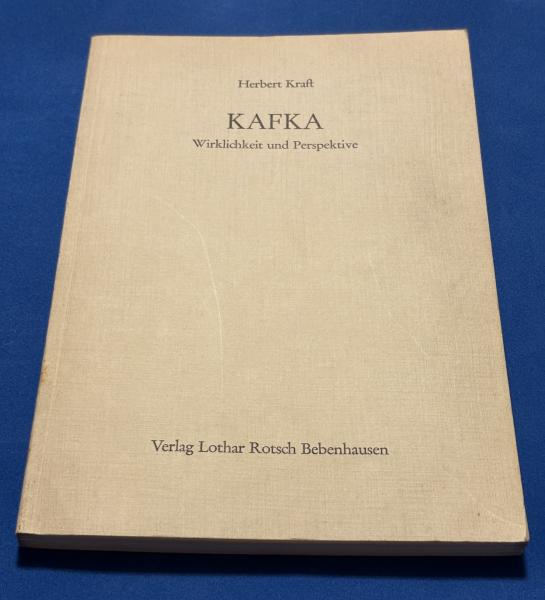 Herbert Kraft
KAFKA
Wirklichkeit und Perspektive
Verlag Lothar Rotsch Bebenhausen